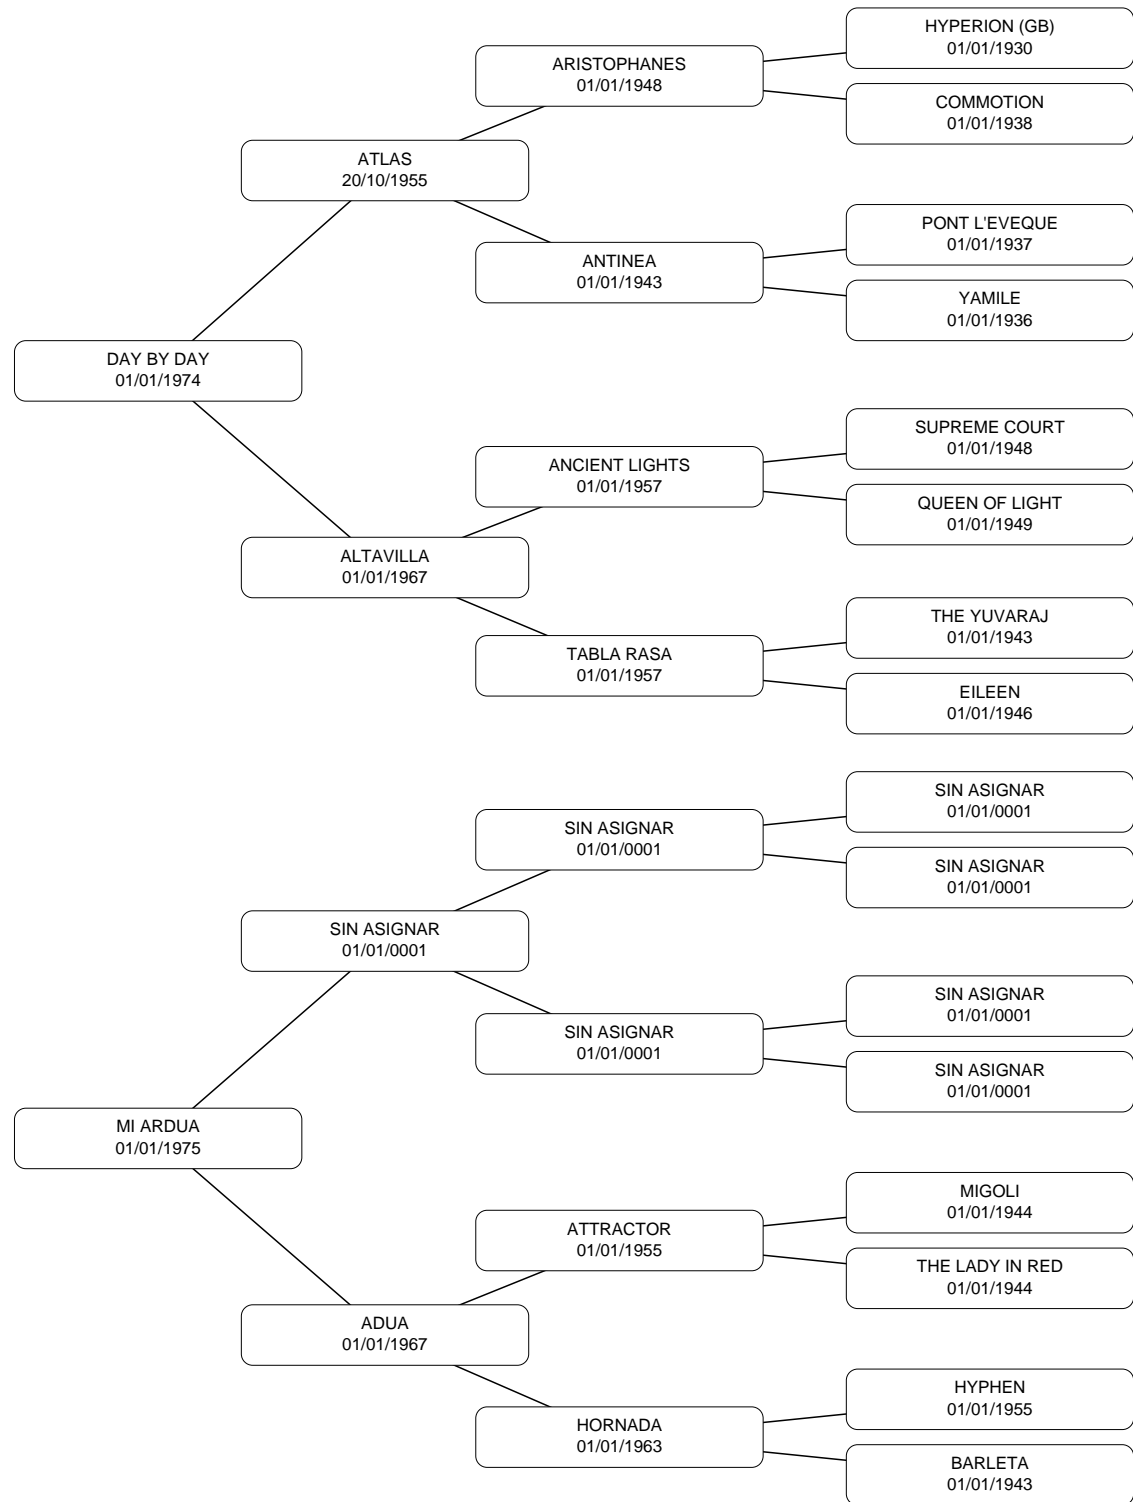 HYPERION (GB)
01/01/1930
ARISTOPHANES
01/01/1948
COMMOTION
01/01/1938
ATLAS
20/10/1955
PONT L'EVEQUE
01/01/1937
ANTINEA
01/01/1943
YAMILE
01/01/1936
DAY BY DAY
01/01/1974
SUPREME COURT
01/01/1948
ANCIENT LIGHTS
01/01/1957
QUEEN OF LIGHT
01/01/1949
ALTAVILLA
01/01/1967
THE YUVARAJ
01/01/1943
TABLA RASA
01/01/1957
EILEEN
01/01/1946
SIN ASIGNAR
01/01/0001
SIN ASIGNAR
01/01/0001
SIN ASIGNAR
01/01/0001
SIN ASIGNAR
01/01/0001
SIN ASIGNAR
01/01/0001
SIN ASIGNAR
01/01/0001
SIN ASIGNAR
01/01/0001
MI ARDUA
01/01/1975
MIGOLI
01/01/1944
ATTRACTOR
01/01/1955
THE LADY IN RED
01/01/1944
ADUA
01/01/1967
HYPHEN
01/01/1955
HORNADA
01/01/1963
BARLETA
01/01/1943